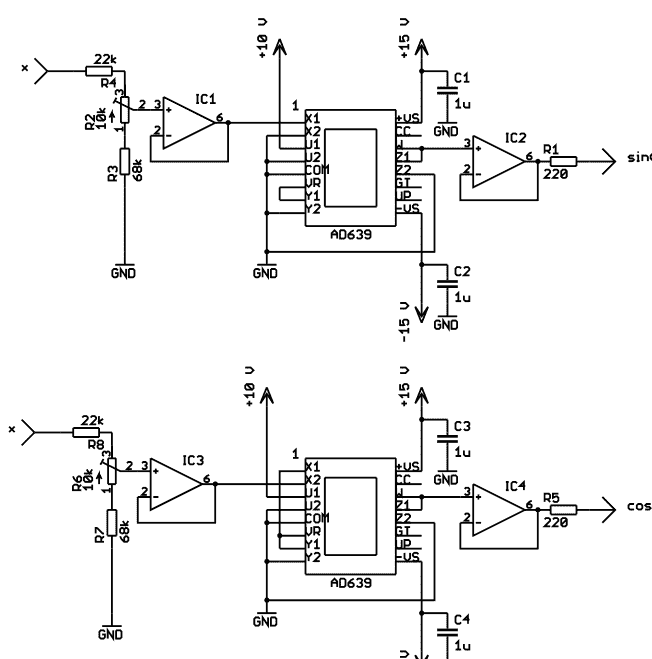 +10 V
+15 V
x
22k
R4
3
R2
10k
1
2
3
+
2
-
IC1
6
R3
68k
GND
1
X1
X2
U1
U2
COM
VR
Y1
Y2
+US
CC
W
Z1
Z2
GT
UP
-VS
AD639
C1
1u
GND
3
+
2
-
IC2
6
R1
220
GND
C2
1u
GND
-15 V
+10 V
+15 V
x
22k
R8
3
R6
10k
1
2
3
+
2
-
IC3
6
R7
68k
GND
1
X1
X2
U1
U2
COM
VR
Y1
Y2
+US
CC
W
Z1
Z2
GT
UP
-VS
AD639
C3
1u
GND
3
+
2
-
IC4
6
R5
220
cos
GND
C4
1u